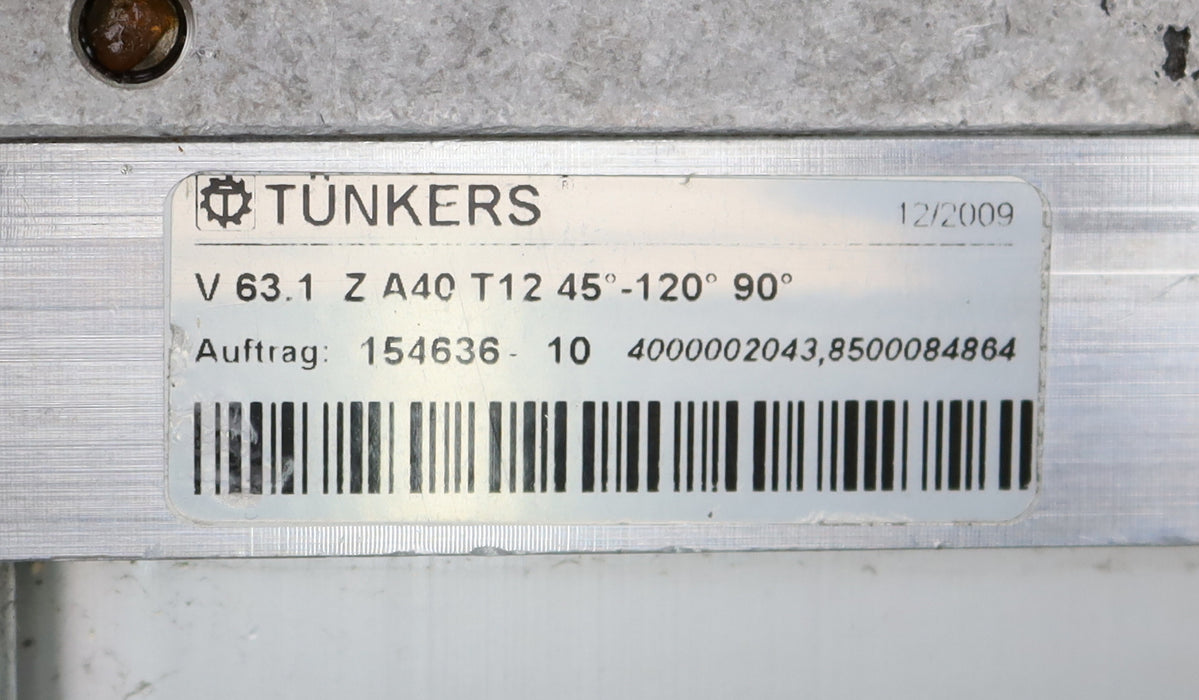 TÜNKERS ® 12/2009
V 63.1 Z A40 T12 45°-120° 90°
Auftrag: 154636- 10 4000002043,8500084864